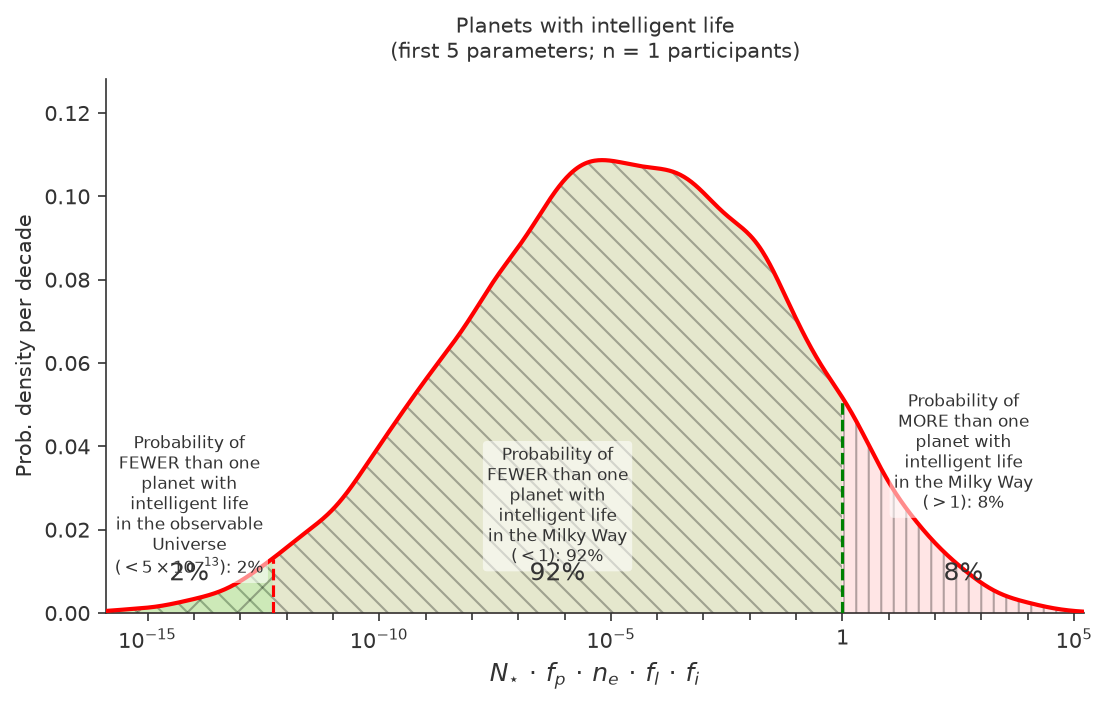 Planets with intelligent life
(first 5 parameters; n = 1 participants)
Prob. density per decade
0.12
0.10
0.08
0.06
0.04
0.02
0.00
Probability of
FEWER than one
planet with
intelligent life
in the observable
Universe
(<5×10⁻¹³): 2%
2%
Probability of
FEWER than one
planet with
intelligent life
in the Milky Way
(<1): 92%
92%
Probability of
MORE than one
planet with
intelligent life
in the Milky Way
(>1): 8%
8%
10⁻¹⁵
10⁻¹⁰
10⁻⁵
1
10⁵
N⋆ · fₚ · nₑ · fₗ · fᵢ